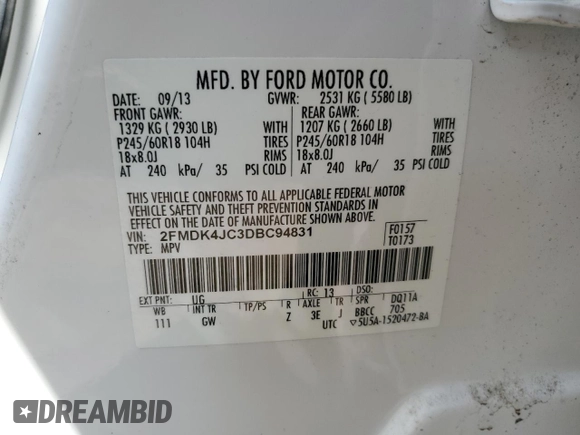 MFD. BY FORD MOTOR CO.
DATE: 09/13 GVWR: 2531 KG ( 5580 LB)
FRONT GAWR: REAR GAWR:
1329 KG ( 2930 LB) WITH 1207 KG ( 2660 LB) WITH
P245/60R18 104H TIRES P245/60R18 104H TIRES
18x8.0J RIMS 18x8.0J RIMS
AT 240 kPa/ 35 PSI COLD AT 240 kPa/ 35 PSI COLD
THIS VEHICLE CONFORMS TO ALL APPLICABLE FEDERAL MOTOR
VEHICLE SAFETY AND THEFT PREVENTION STANDARDS IN
EFFECT ON THE DATE OF MANUFACTURE SHOWN ABOVE.
VIN: 2FMDK4JC3DBC94831 F0157
TYPE: MPV T0173
EXT PNT: UG RC: 13 DSO:
WB INT TR TP/PS R AXLE TR SPR DQ11A
111 GW Z 3E J BBCC 705
UTC ▽5U5A-1520472-BA
DREAMBID